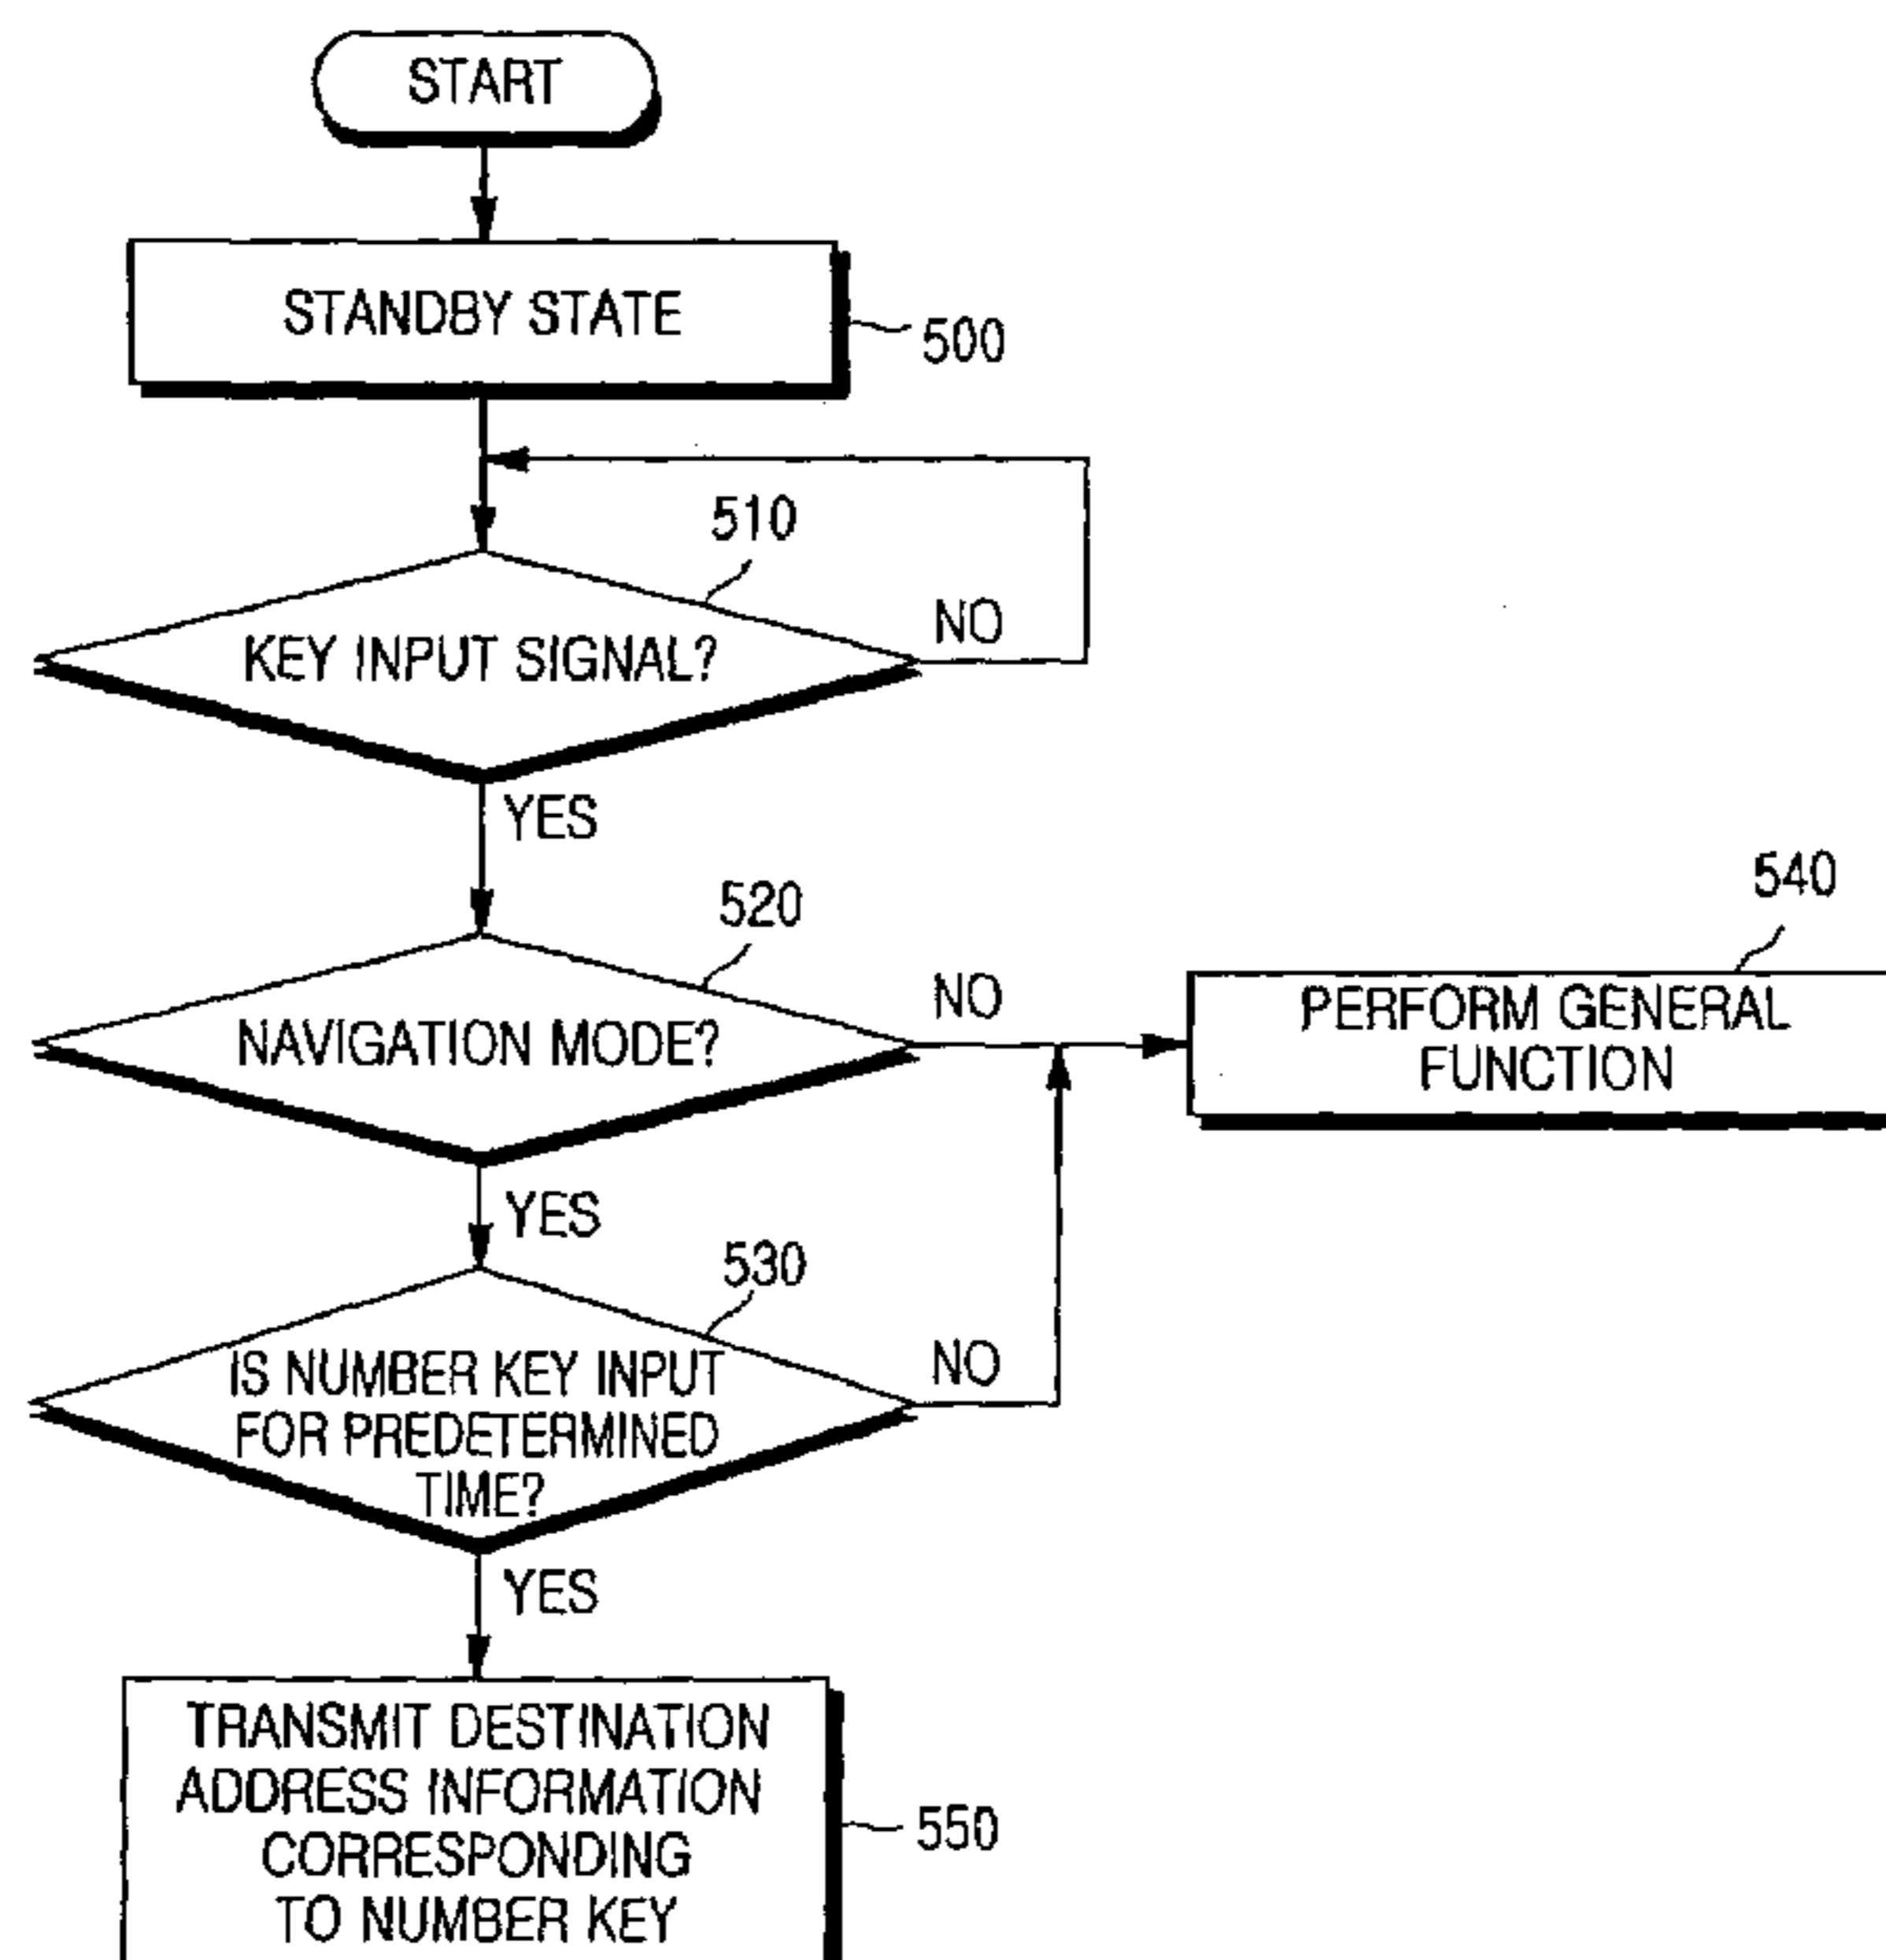 START
STANDBY STATE
500
510
KEY INPUT SIGNAL?
NO
YES
520
NAVIGATION MODE?
NO
540
PERFORM GENERAL
FUNCTION
YES
530
IS NUMBER KEY INPUT
FOR PREDETERMINED
TIME?
NO
YES
TRANSMIT DESTINATION
ADDRESS INFORMATION
CORRESPONDING
TO NUMBER KEY
550